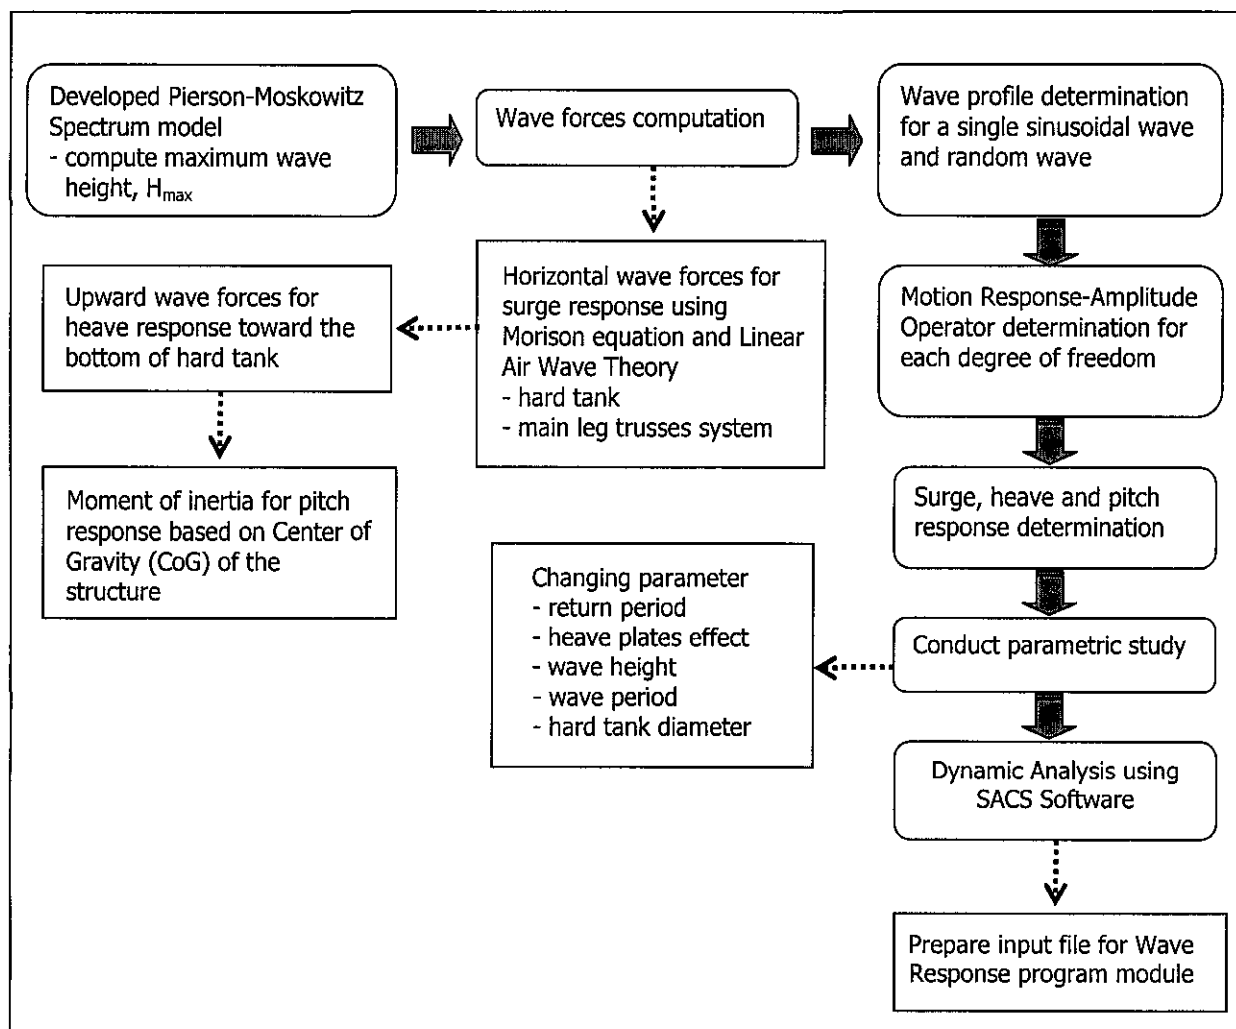 Developed Pierson-Moskowitz
Spectrum model
- compute maximum wave
height, Hmax
Wave forces computation
Wave profile determination
for a single sinusoidal wave
and random wave
Upward wave forces for
heave response toward the
bottom of hard tank
Horizontal wave forces for
surge response using
Morison equation and Linear
Air Wave Theory
- hard tank
- main leg trusses system
Motion Response-Amplitude
Operator determination for
each degree of freedom
Moment of inertia for pitch
response based on Center of
Gravity (CoG) of the
structure
Surge, heave and pitch
response determination
Changing parameter
- return period
- heave plates effect
- wave height
- wave period
- hard tank diameter
Conduct parametric study
Dynamic Analysis using
SACS Software
Prepare input file for Wave
Response program module